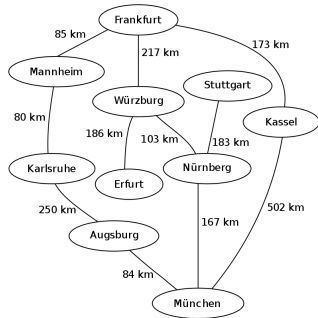 Frankfurt
85 km
217 km
173 km
Mannheim
Stuttgart
Würzburg
80 km
Kassel
186 km
103 km
183 km
Karlsruhe
Nürnberg
Erfurt
250 km
167 km
502 km
Augsburg
84 km
München